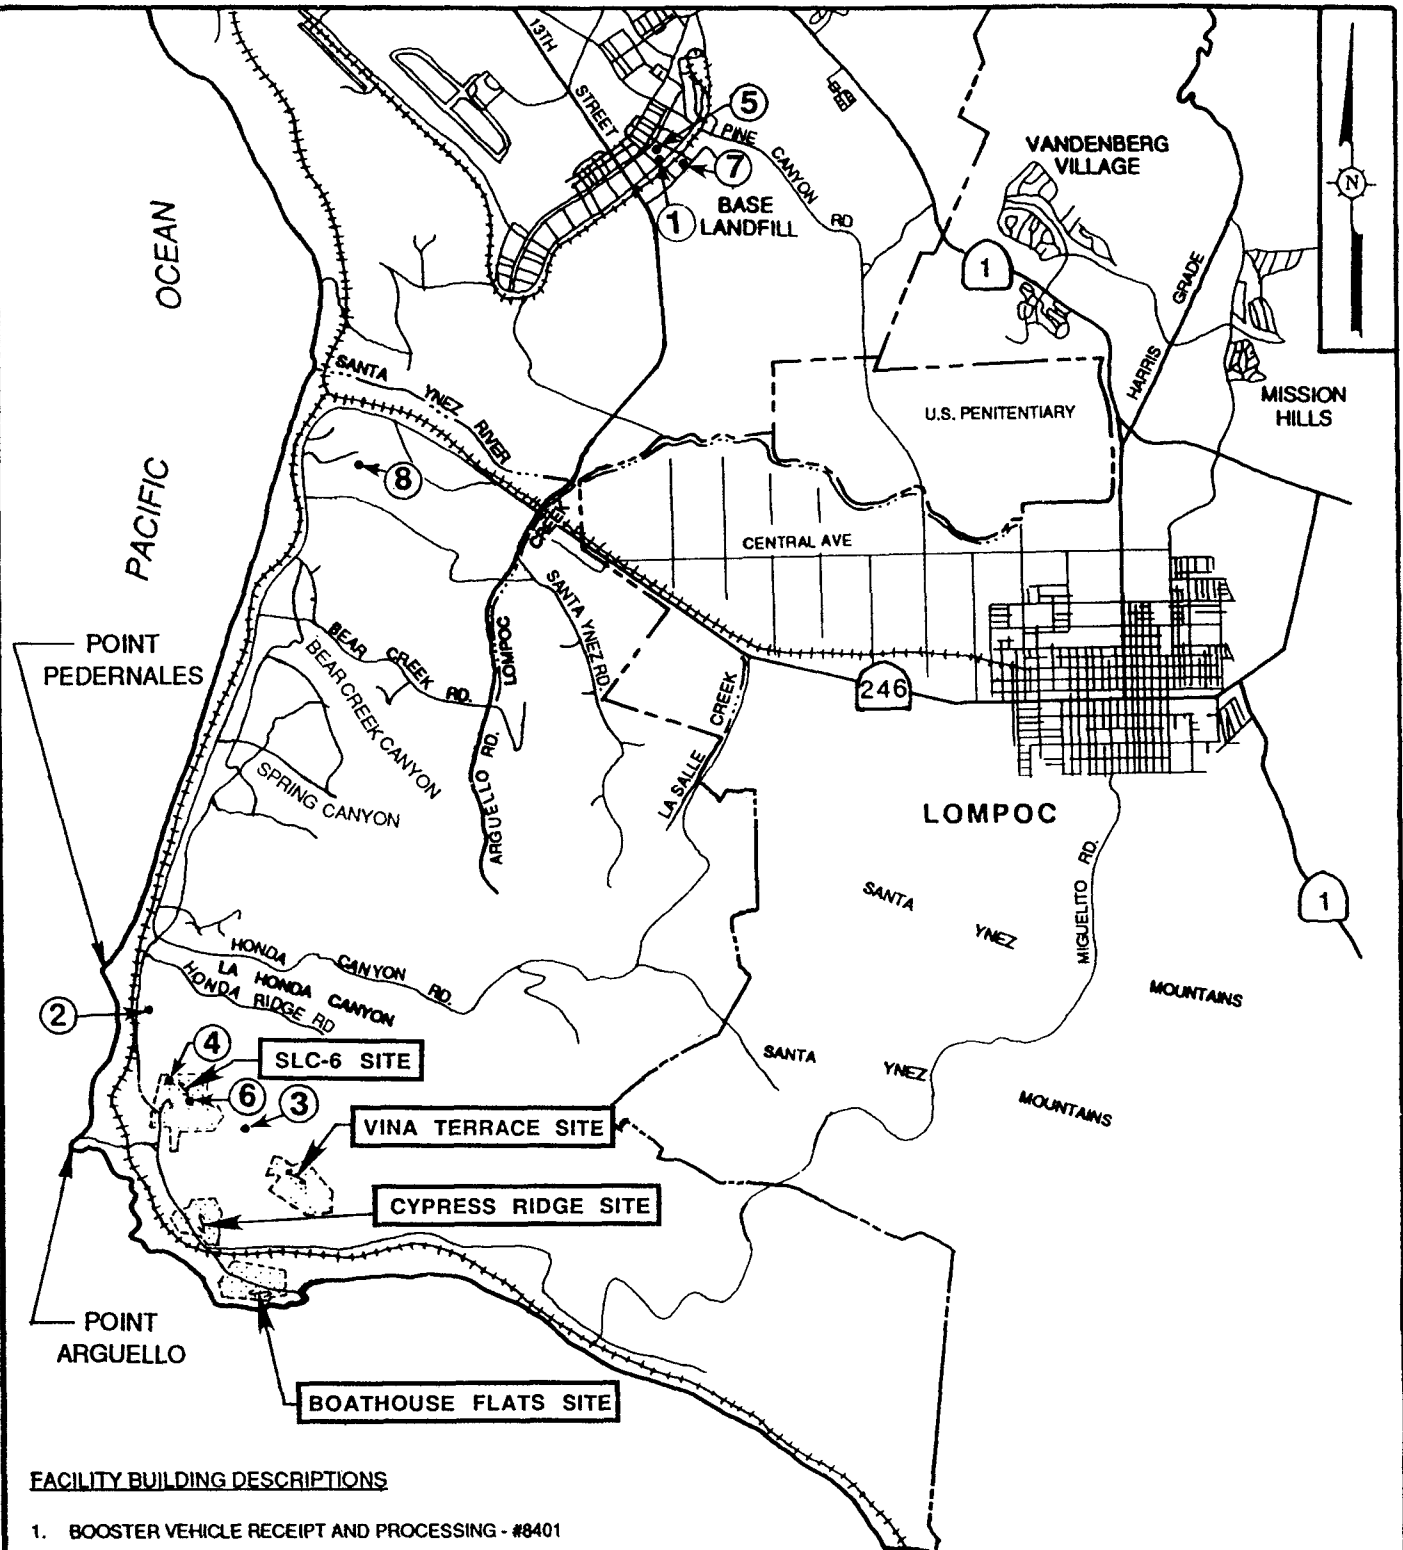 13TH
STREET
5
PINE CANYON RD
7
1
BASE
LANDFILL
VANDENBERG
VILLAGE
N
1
OCEAN
PACIFIC
HARRIS GRADE
SANTA YNEZ RIVER
U.S. PENITENTIARY
MISSION
HILLS
8
CREEK
CENTRAL AVE
SANTA YNEZ RD.
LOMPOC
POINT
PEDERNALES
BEAR CREEK RD.
BEAR CREEK CANYON
LA SALLE CREEK
246
SPRING CANYON
ARGUELLO RD.
LOMPOC
MIGUELITO RD.
1
SANTA YNEZ MOUNTAINS
HONDA CANYON RD.
LA HONDA CANYON
HONDA RIDGE RD
2
4
SLC-6 SITE
SANTA YNEZ MOUNTAINS
6
3
VINA TERRACE SITE
CYPRESS RIDGE SITE
POINT
ARGUELLO
BOATHOUSE FLATS SITE
FACILITY BUILDING DESCRIPTIONS
1. BOOSTER VEHICLE RECEIPT AND PROCESSING - #8401